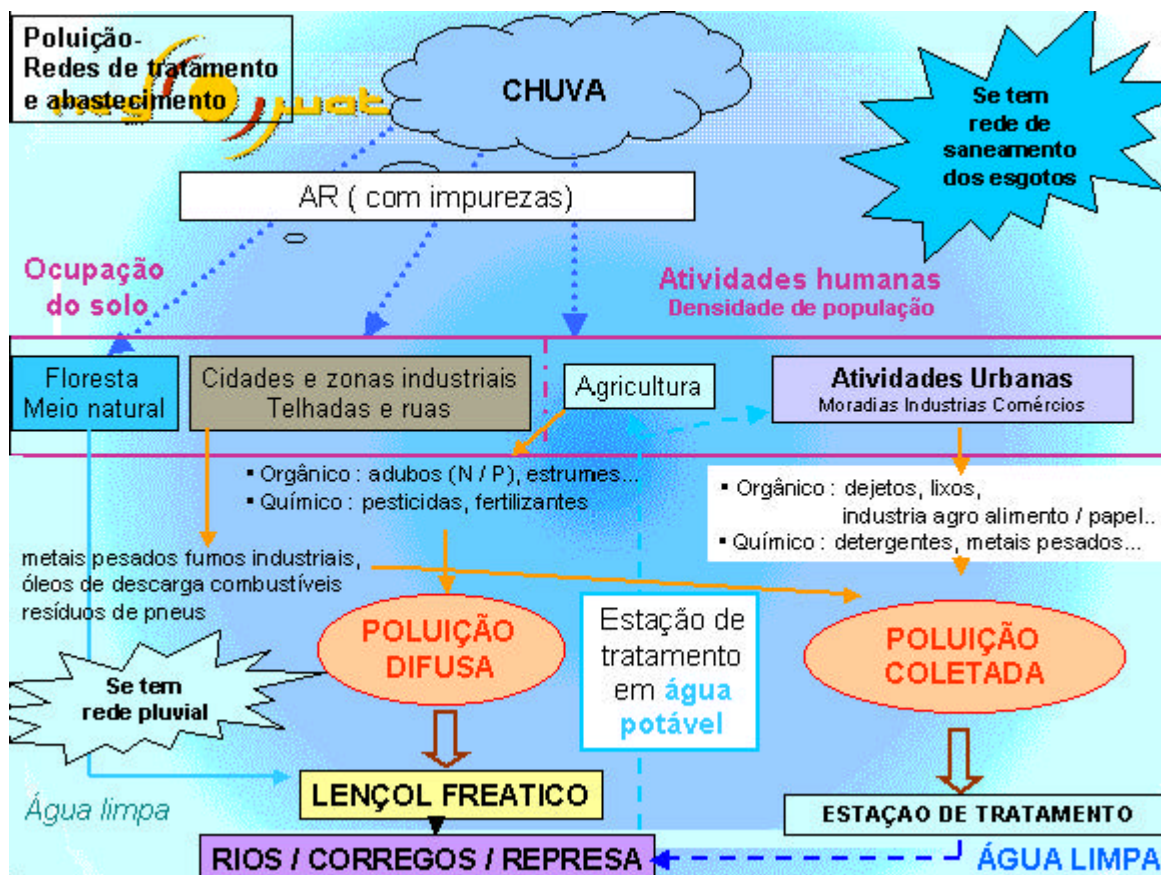 Poluição-
Redes de tratamento
e abastecimento
CHUVA
Se tem
rede de
saneamento
dos esgotos
AR ( com impurezas)
Ocupação
do solo
Atividades humanas
Densidade de população
Floresta
Meio natural
Cidades e zonas industriais
Telhadas e ruas
Agricultura
Atividades Urbanas
Moradias Industrias Comércios
▪ Orgânico : adubos (N / P), estrumes...
▪ Químico : pesticidas, fertilizantes
▪ Orgânico : dejetos, lixos,
industria agro alimento / papel..
▪ Químico : detergentes, metais pesados...
metais pesados fumos industriais,
óleos de descarga combustíveis
resíduos de pneus
POLUIÇÃO
DIFUSA
Estação de
tratamento
em água
potável
POLUIÇÃO
COLETADA
Se tem
rede pluvial
Água limpa
LENÇOL FREATICO
ESTAÇAO DE TRATAMENTO
RIOS / CORREGOS / REPRESA
ÁGUA LIMPA